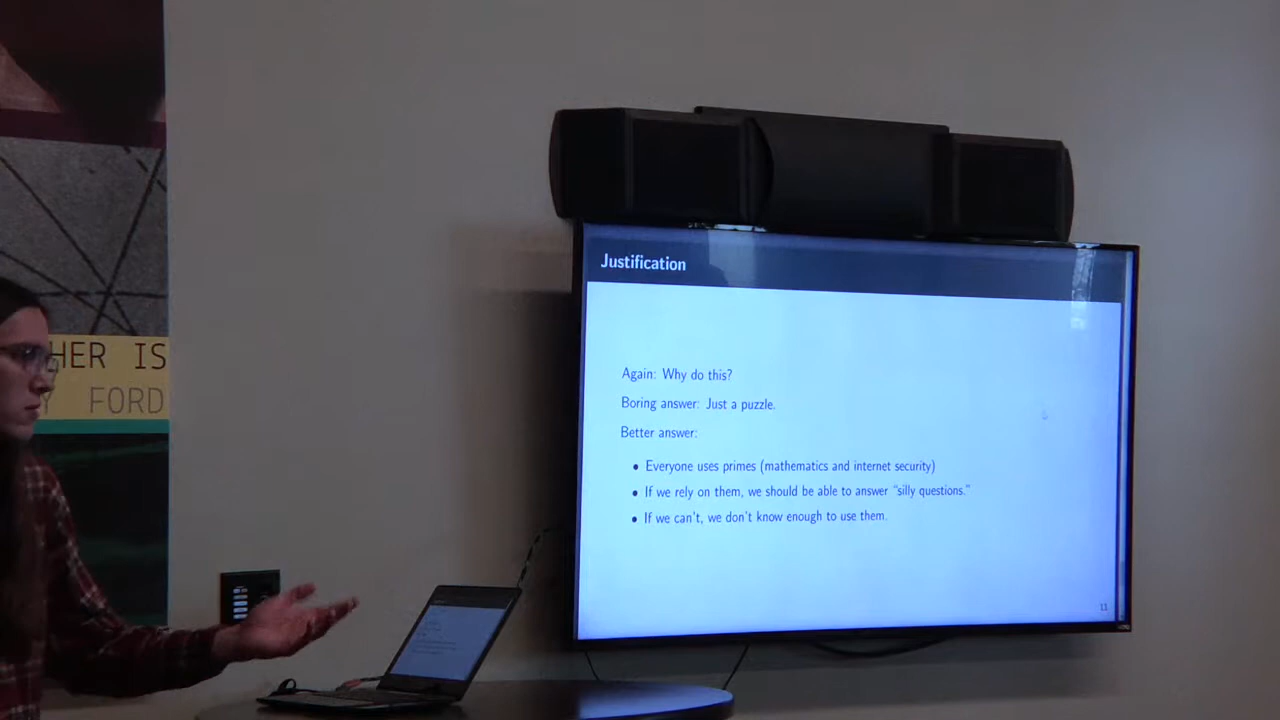 HER IS
FORD
Justification
Again: Why do this?
Boring answer: Just a puzzle.
Better answer:
• Everyone uses primes (mathematics and internet security)
• If we rely on them, we should be able to answer “silly questions.”
• If we can't, we don't know enough to use them.
11